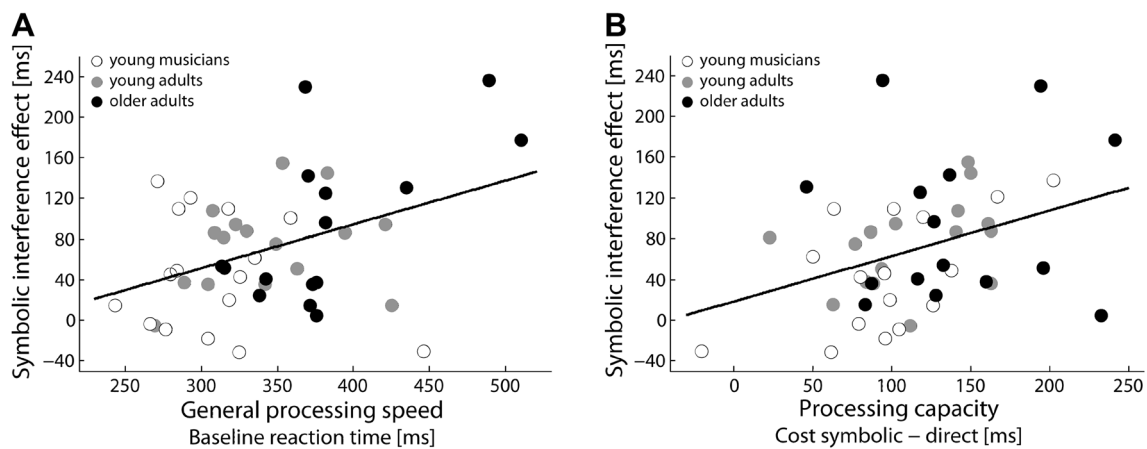 A
Symbolic interference effect [ms]
240
200
160
120
80
40
0
−40
young musicians
young adults
older adults
250 300 350 400 450 500
General processing speed
Baseline reaction time [ms]
B
Symbolic interference effect [ms]
240
200
160
120
80
40
0
−40
young musicians
young adults
older adults
0 50 100 150 200 250
Processing capacity
Cost symbolic − direct [ms]